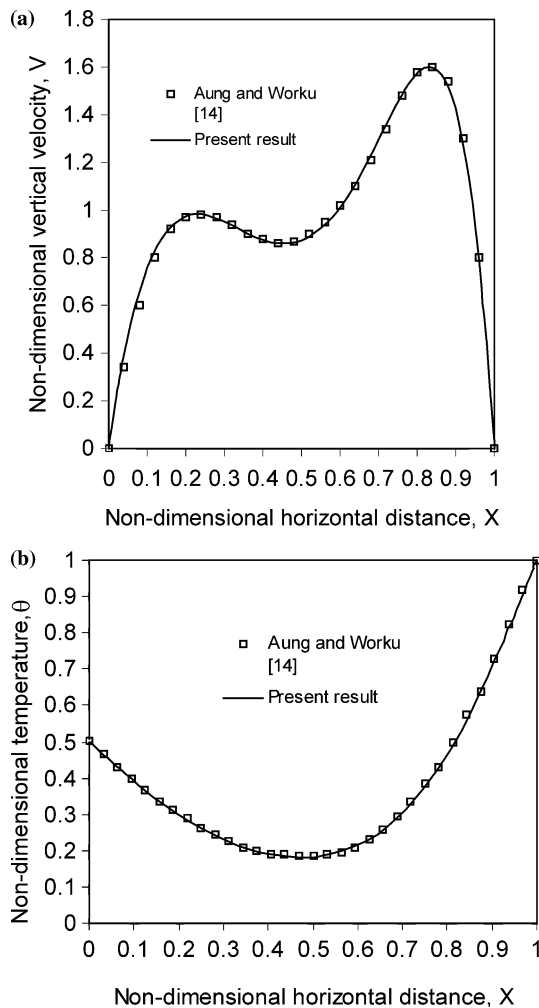 (a)
Non-dimensional vertical velocity, V
1.8
1.6
1.4
1.2
1
0.8
0.6
0.4
0.2
0
Aung and Worku
[14]
Present result
0 0.1 0.2 0.3 0.4 0.5 0.6 0.7 0.8 0.9 1
Non-dimensional horizontal distance, X
(b)
Non-dimensional temperature,θ
1
0.9
0.8
0.7
0.6
0.5
0.4
0.3
0.2
0.1
0
Aung and Worku
[14]
Present result
0 0.1 0.2 0.3 0.4 0.5 0.6 0.7 0.8 0.9 1
Non-dimensional horizontal distance, X